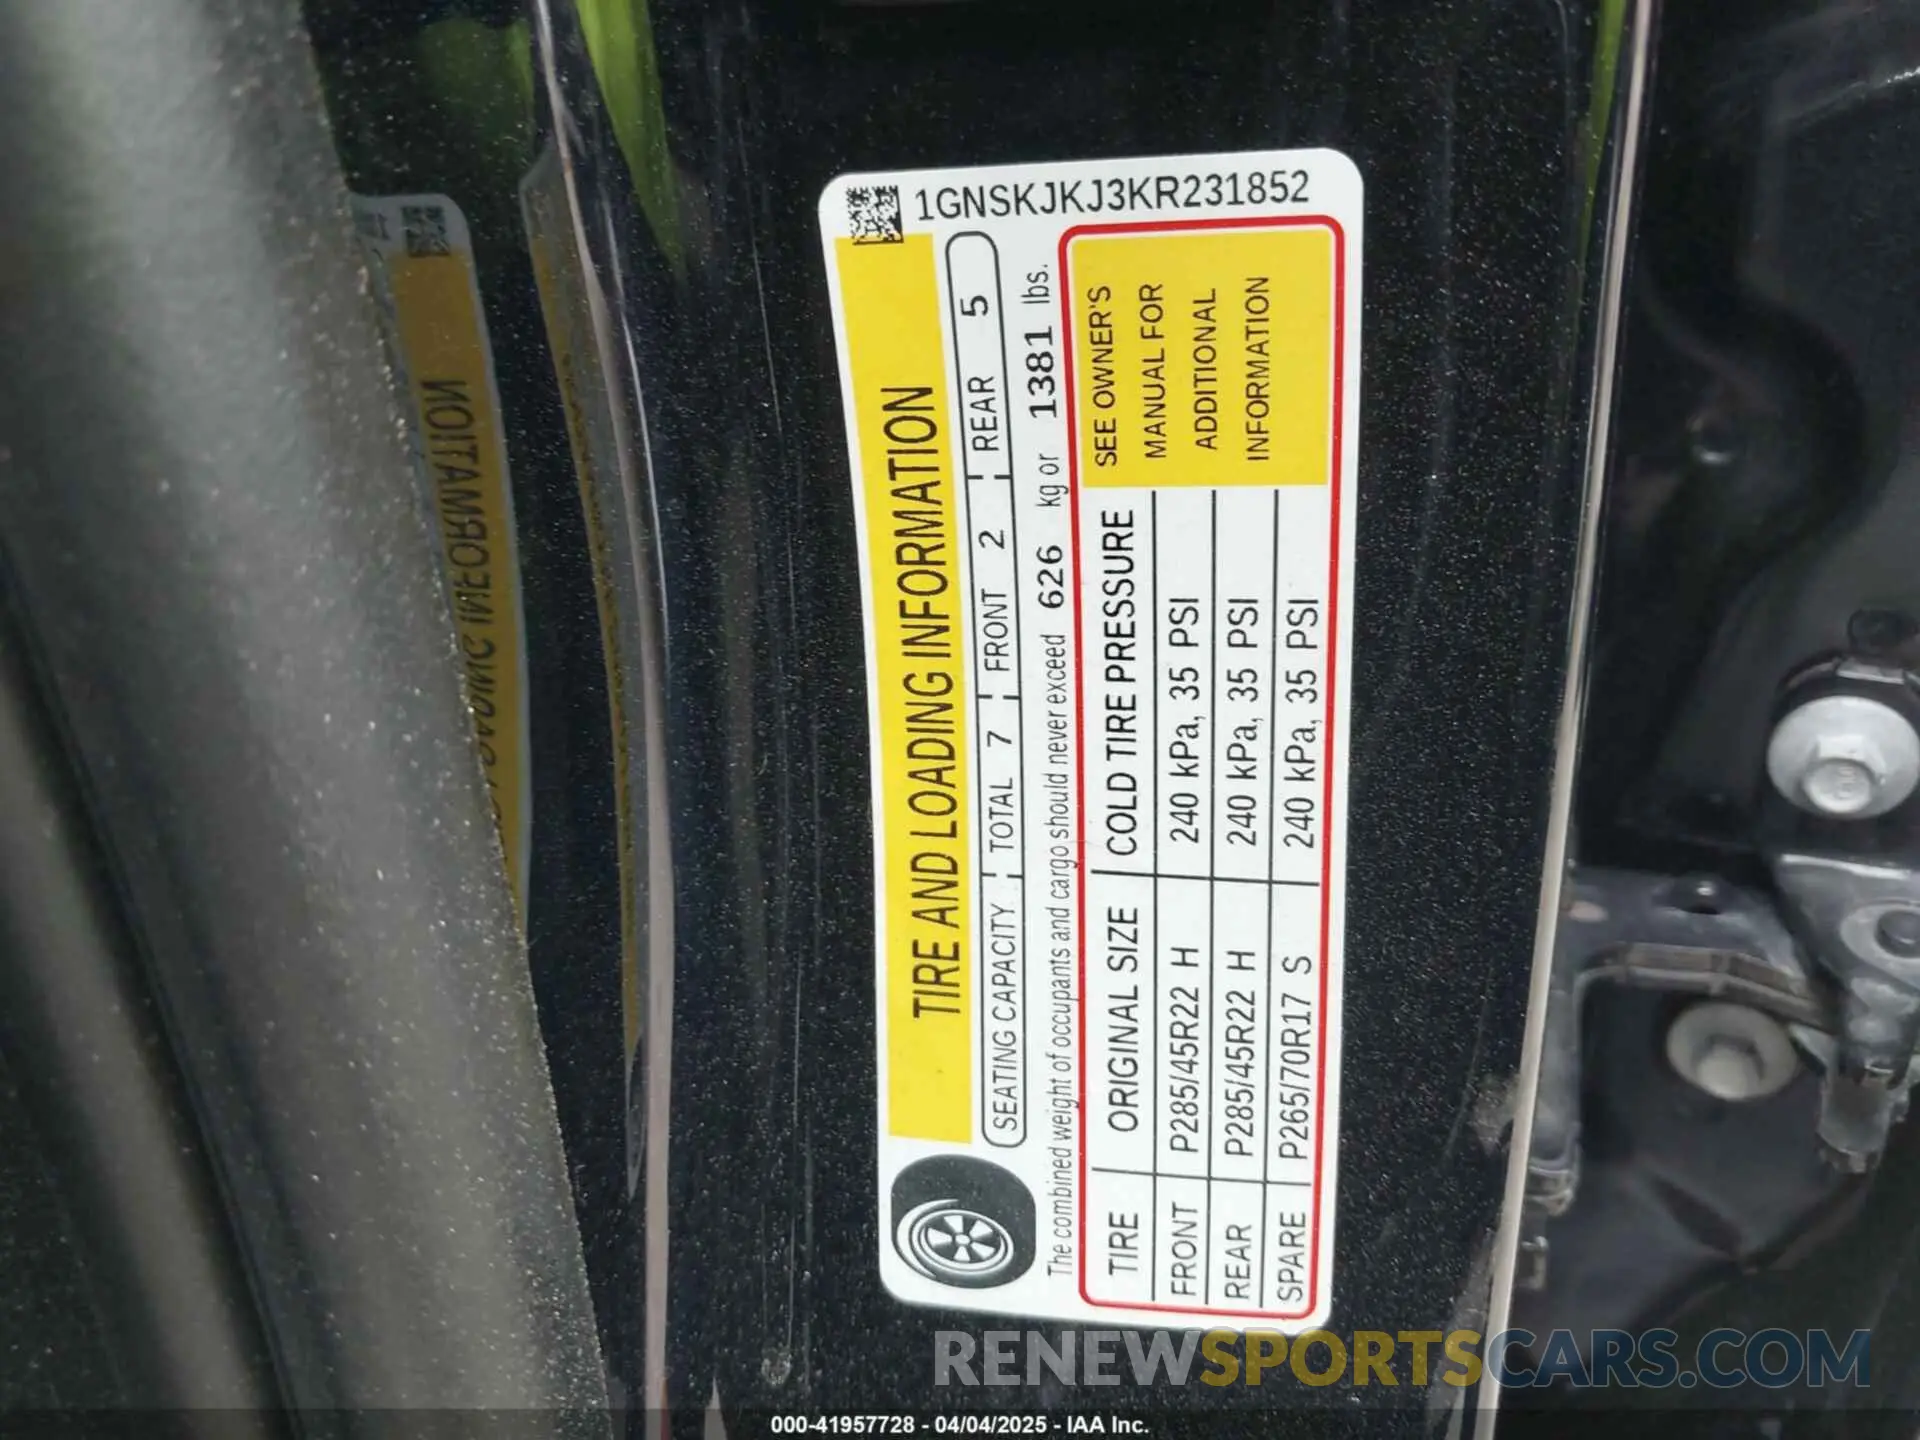 1GNSKJKJ3KR231852
TIRE AND LOADING INFORMATION
SEATING CAPACITY TOTAL 7 FRONT 2 REAR 5
The combined weight of occupants and cargo should never exceed 626 kg or 1381 lbs.
TIRE ORIGINAL SIZE COLD TIRE PRESSURE
FRONT P285/45R22 H 240 kPa, 35 PSI
REAR P285/45R22 H 240 kPa, 35 PSI
SPARE P265/70R17 S 240 kPa, 35 PSI
SEE OWNER'S
MANUAL FOR
ADDITIONAL
INFORMATION
RENEWSPORTSCARS.COM
000-41957728 - 04/04/2025 - IAA Inc.